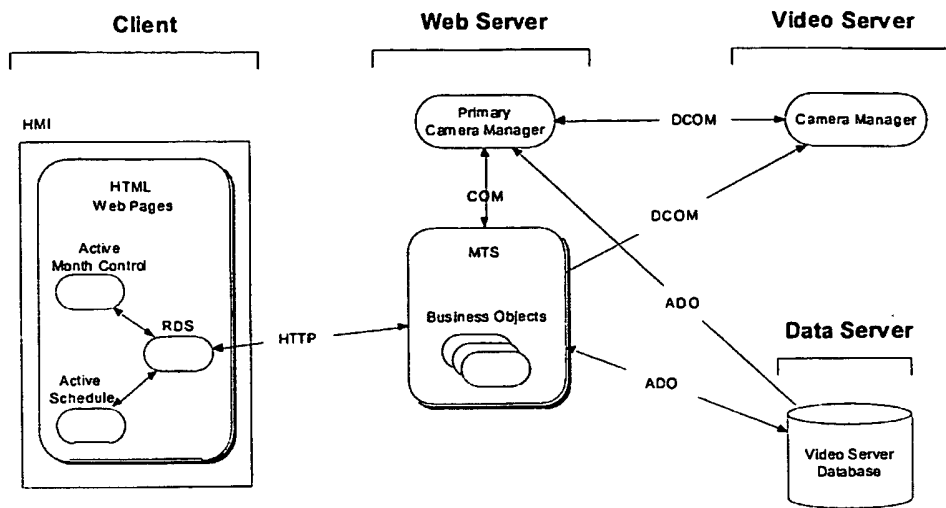 Client
Web Server
Video Server
HMI
Primary
Camera Manager
DCOM
Camera Manager
HTML
Web Pages
COM
DCOM
Active
Month Control
MTS
ADO
RDS
HTTP
Business Objects
Data Server
Active
Schedule
ADO
Video Server
Database